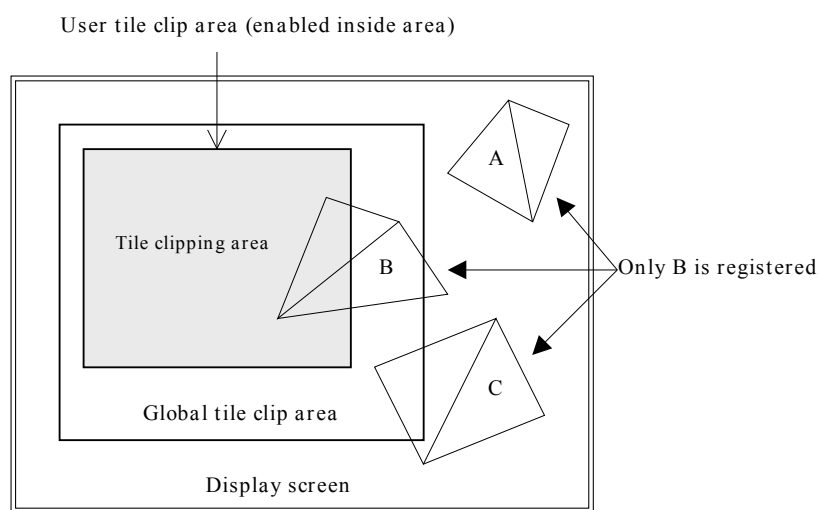 User tile clip area (enabled inside area)
A
Tile clipping area
B
Only B is registered
C
Global tile clip area
Display screen